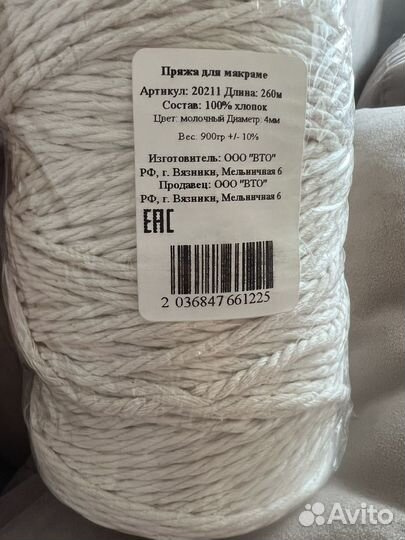 Пряжа для макраме
Артикул: 20211 Длина: 260м
Состав: 100% хлопок
Цвет: молочный Диаметр: 4мм
Вес: 900гр +/- 10%
Изготовитель: ООО "ВТО"
РФ, г. Вязники, Мельничная 6
Продавец: ООО "ВТО"
РФ, г. Вязники, Мельничная 6
EAC
2 036847 661225
Avito